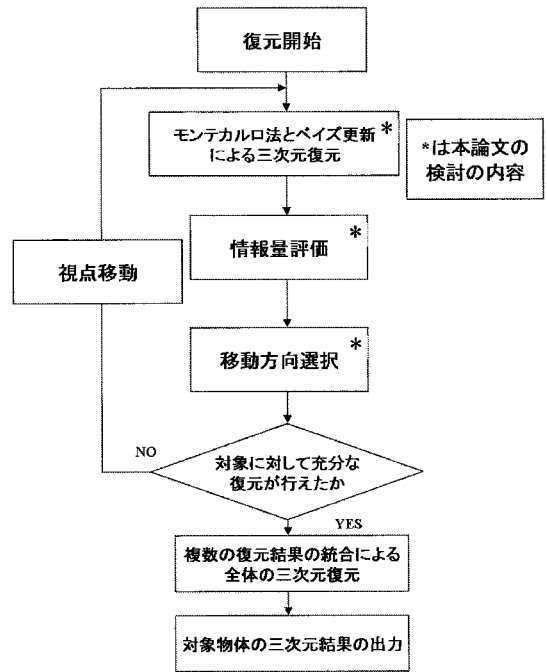 復元開始
モンテカルロ法とベイズ更新*
による三次元復元
*は本論文の
検討の内容
情報量評価*
視点移動
移動方向選択*
NO
対象に対して充分な
復元が行えたか
YES
複数の復元結果の統合による
全体の三次元復元
対象物体の三次元結果の出力